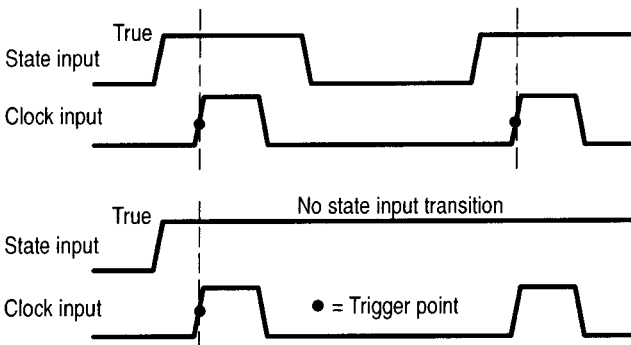 True
State input
Clock input
No state input transition
True
State input
Clock input
● = Trigger point